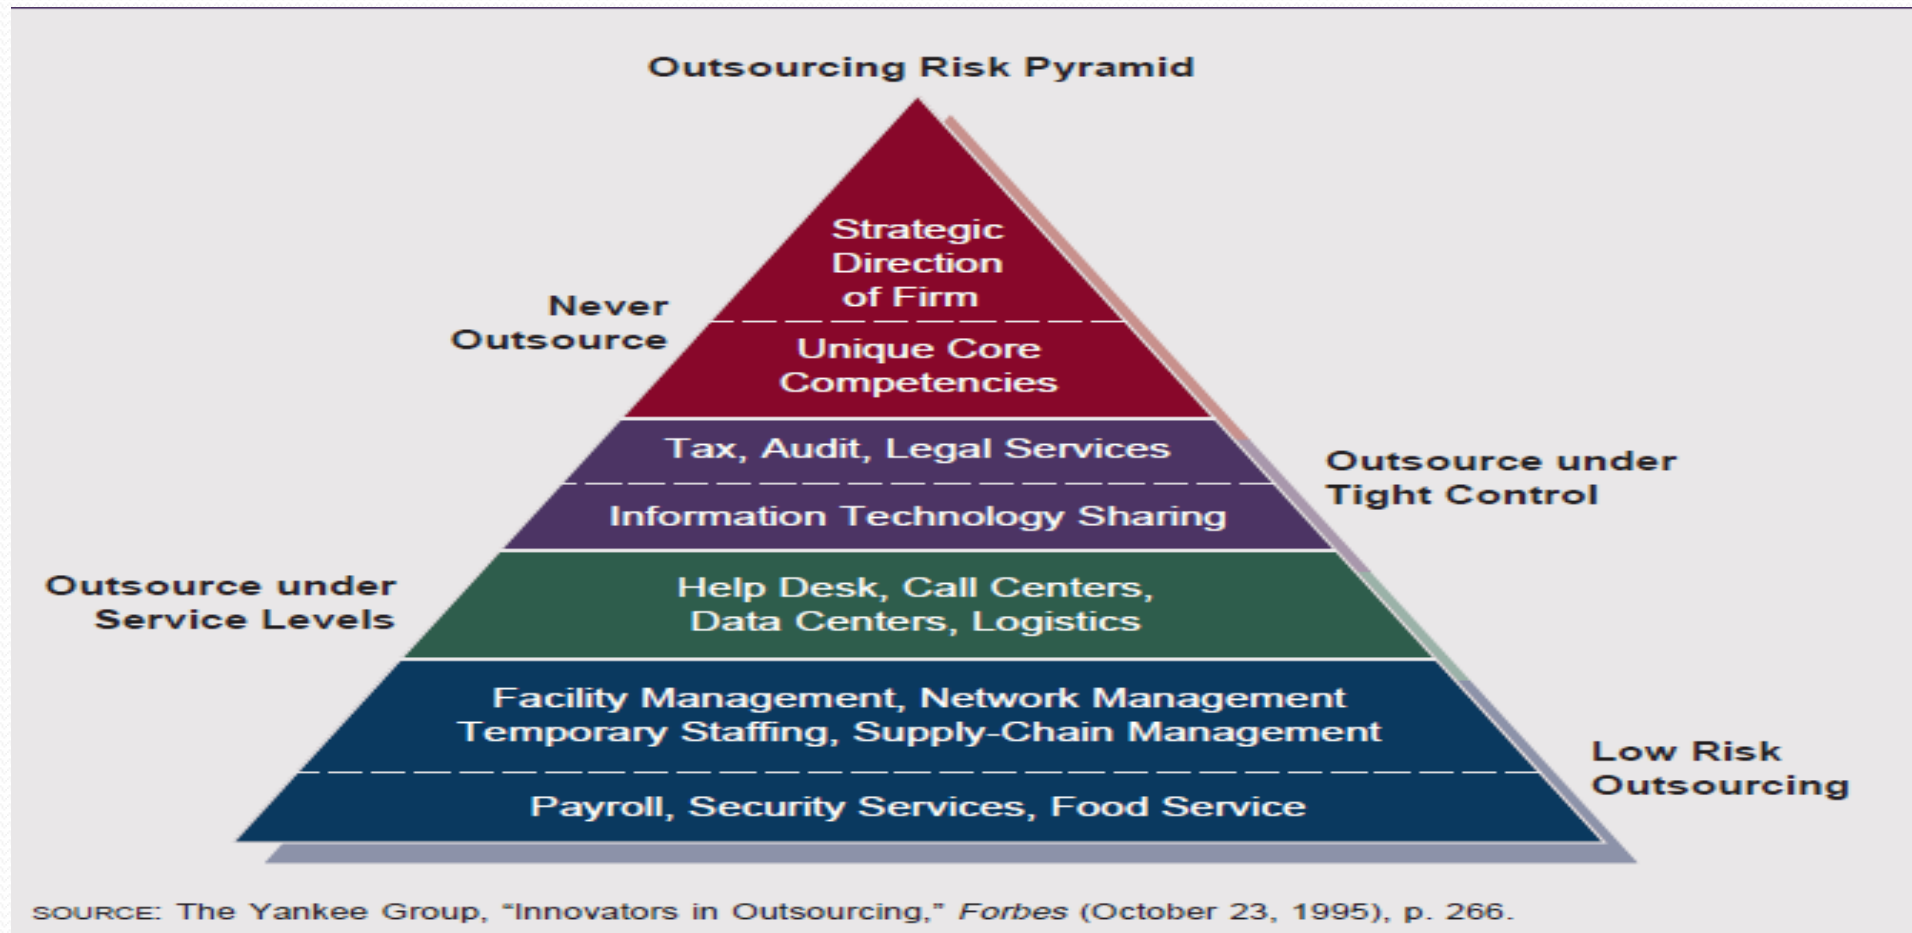 Outsourcing Risk Pyramid
Strategic
Direction
of Firm
Never
Outsource
Unique Core
Competencies
Tax, Audit, Legal Services
Information Technology Sharing
Outsource under
Tight Control
Outsource under
Service Levels
Help Desk, Call Centers,
Data Centers, Logistics
Facility Management, Network Management
Temporary Staffing, Supply-Chain Management
Payroll, Security Services, Food Service
Low Risk
Outsourcing
SOURCE: The Yankee Group, “Innovators in Outsourcing,” Forbes (October 23, 1995), p. 266.